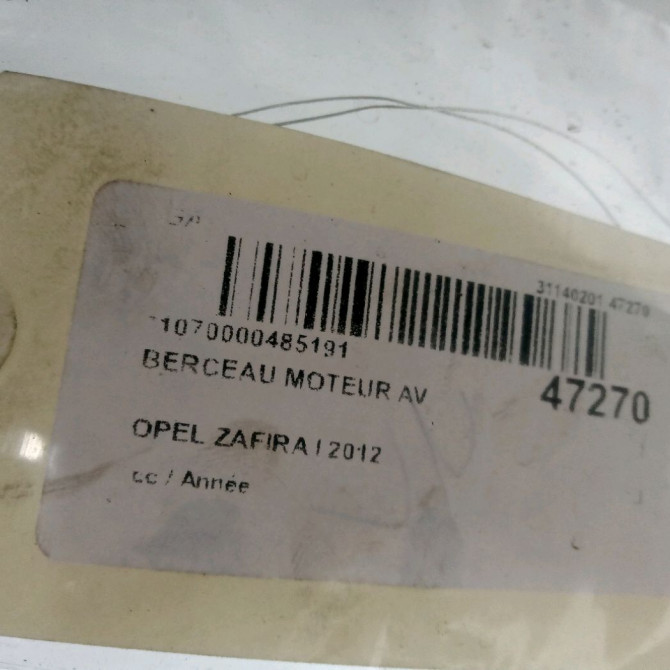 31140201 47270
1070000485191
BERCEAU MOTEUR AV
47270
OPEL ZAFIRA / 2012
cc / Année